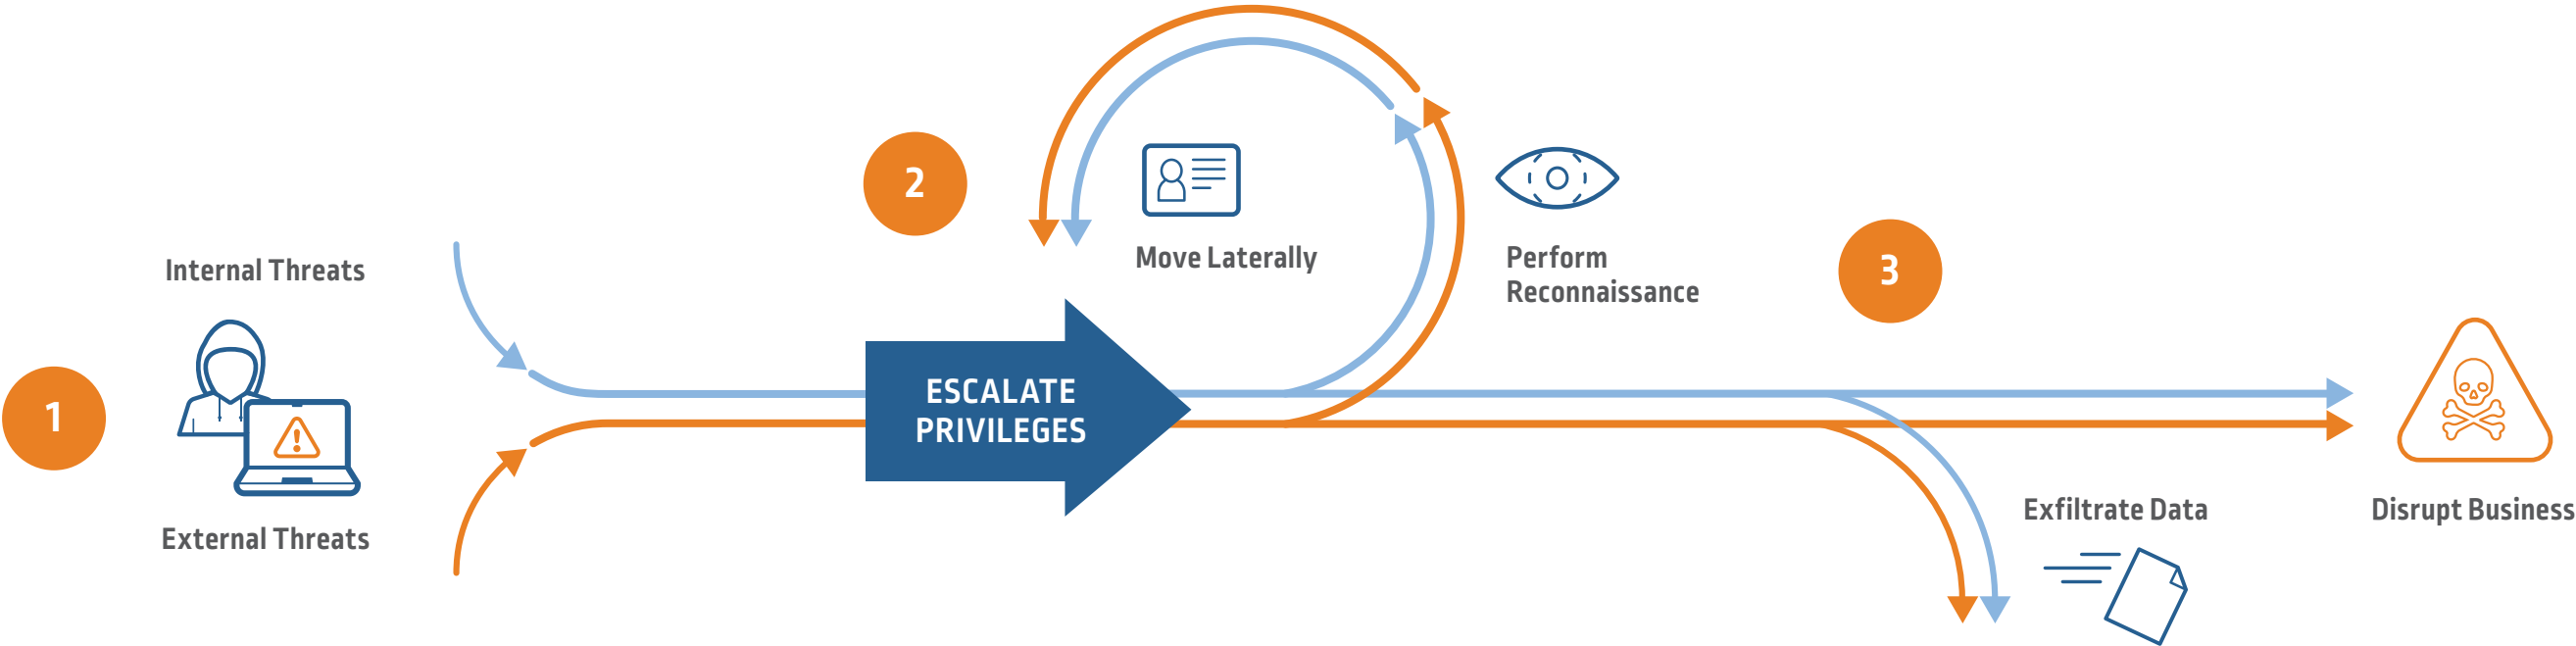 1
Internal Threats
External Threats
2
ESCALATE
PRIVILEGES
Move Laterally
Perform
Reconnaissance
3
Exfiltrate Data
Disrupt Business